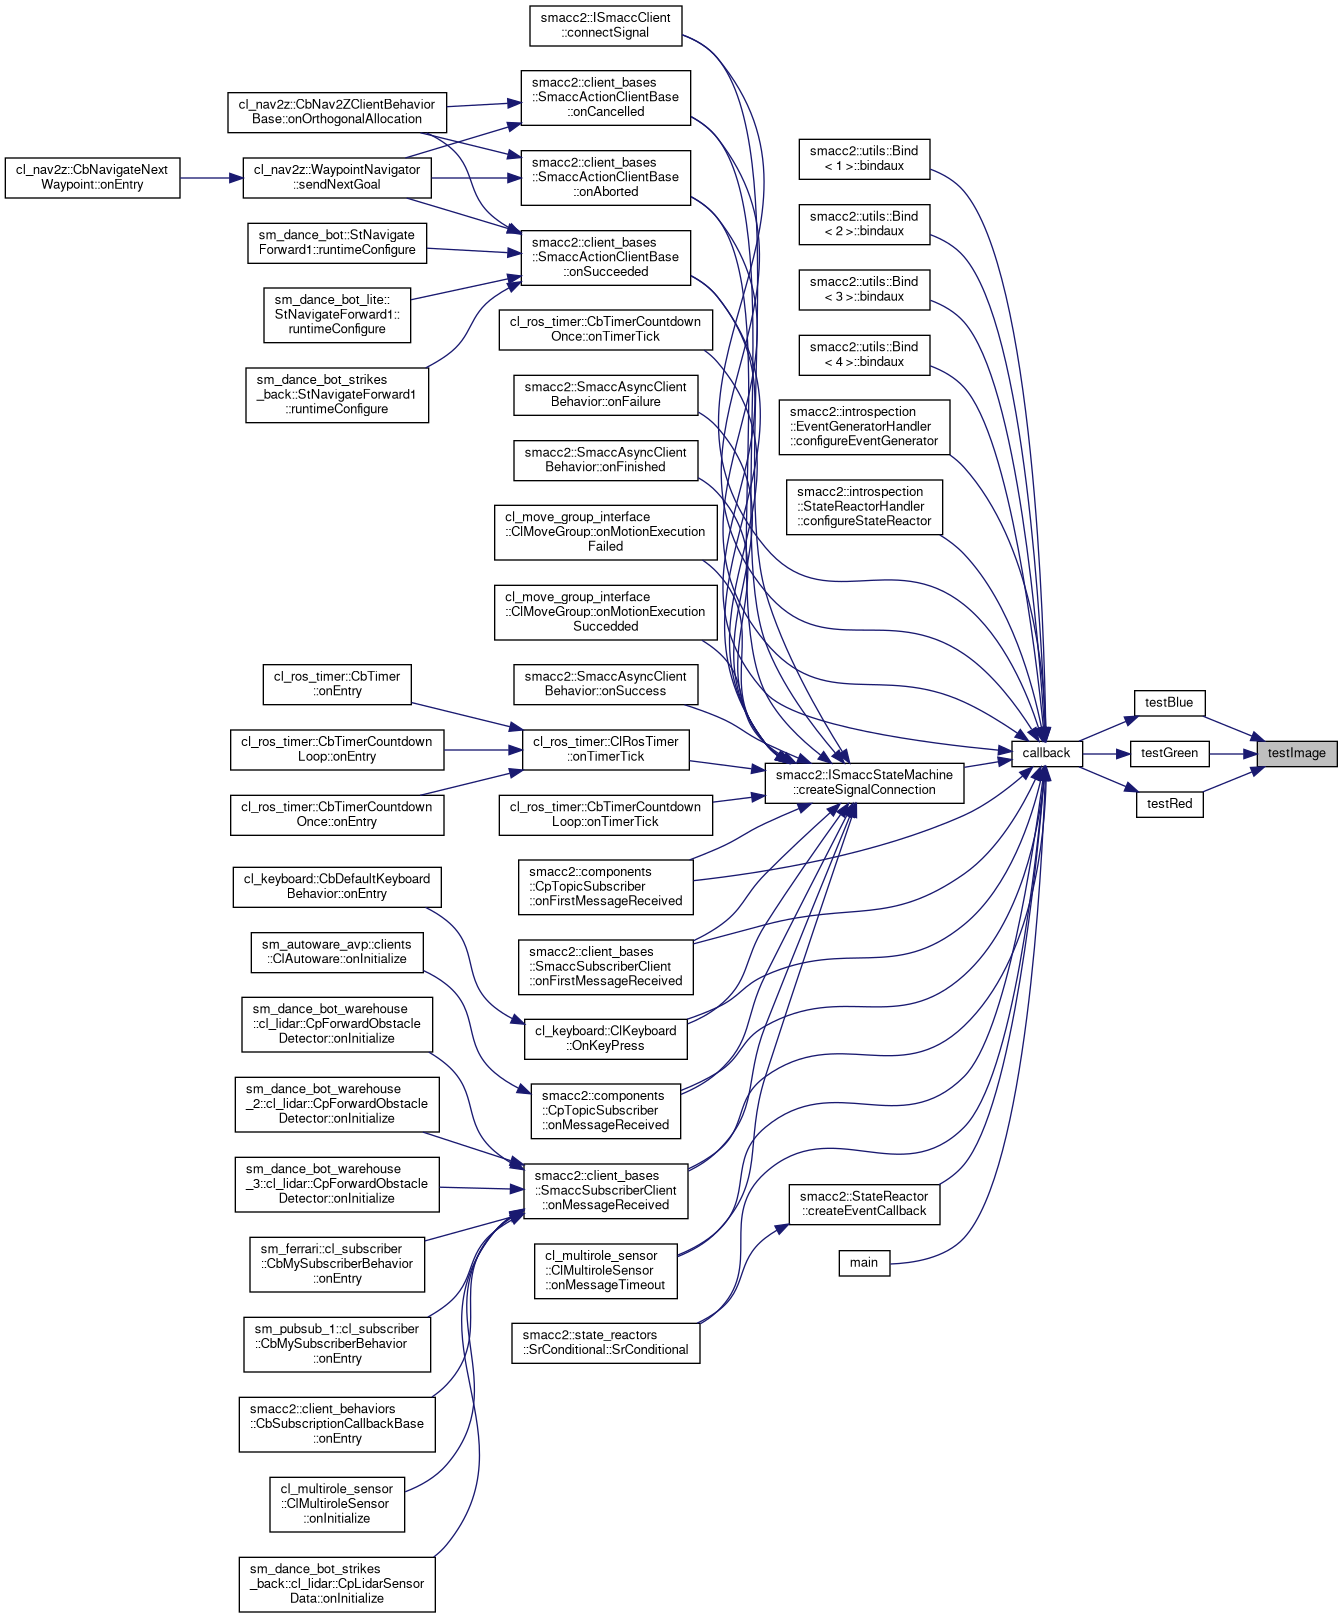 smacc2::ISmaccClient
::connectSignal
smacc2::client_bases
::SmaccActionClientBase
::onCancelled
cl_nav2z::CbNav2ZClientBehavior
Base::onOrthogonalAllocation
smacc2::client_bases
::SmaccActionClientBase
::onAborted
cl_nav2z::CbNavigateNext
Waypoint::onEntry
cl_nav2z::WaypointNavigator
::sendNextGoal
smacc2::client_bases
::SmaccActionClientBase
::onSucceeded
sm_dance_bot::StNavigate
Forward1::runtimeConfigure
sm_dance_bot_lite::
StNavigateForward1::
runtimeConfigure
sm_dance_bot_strikes
_back::StNavigateForward1
::runtimeConfigure
cl_ros_timer::CbTimerCountdown
Once::onTimerTick
smacc2::SmaccAsyncClient
Behavior::onFailure
smacc2::SmaccAsyncClient
Behavior::onFinished
cl_move_group_interface
::ClMoveGroup::onMotionExecution
Failed
cl_move_group_interface
::ClMoveGroup::onMotionExecution
Succedded
smacc2::SmaccAsyncClient
Behavior::onSuccess
cl_ros_timer::CbTimer
::onEntry
cl_ros_timer::CbTimerCountdown
Loop::onEntry
cl_ros_timer::CbTimerCountdown
Once::onEntry
cl_ros_timer::ClRosTimer
::onTimerTick
cl_ros_timer::CbTimerCountdown
Loop::onTimerTick
smacc2::components
::CpTopicSubscriber
::onFirstMessageReceived
smacc2::client_bases
::SmaccSubscriberClient
::onFirstMessageReceived
cl_keyboard::CbDefaultKeyboard
Behavior::onEntry
sm_autoware_avp::clients
::ClAutoware::onInitialize
cl_keyboard::ClKeyboard
::OnKeyPress
smacc2::components
::CpTopicSubscriber
::onMessageReceived
sm_dance_bot_warehouse
::cl_lidar::CpForwardObstacle
Detector::onInitialize
sm_dance_bot_warehouse
_2::cl_lidar::CpForwardObstacle
Detector::onInitialize
sm_dance_bot_warehouse
_3::cl_lidar::CpForwardObstacle
Detector::onInitialize
smacc2::client_bases
::SmaccSubscriberClient
::onMessageReceived
sm_ferrari::cl_subscriber
::CbMySubscriberBehavior
::onEntry
sm_pubsub_1::cl_subscriber
::CbMySubscriberBehavior
::onEntry
smacc2::client_behaviors
::CbSubscriptionCallbackBase
::onEntry
cl_multirole_sensor
::ClMultiroleSensor
::onInitialize
sm_dance_bot_strikes
_back::cl_lidar::CpLidarSensor
Data::onInitialize
cl_multirole_sensor
::ClMultiroleSensor
::onMessageTimeout
smacc2::state_reactors
::SrConditional::SrConditional
smacc2::utils::Bind
< 1 >::bindaux
smacc2::utils::Bind
< 2 >::bindaux
smacc2::utils::Bind
< 3 >::bindaux
smacc2::utils::Bind
< 4 >::bindaux
smacc2::introspection
::EventGeneratorHandler
::configureEventGenerator
smacc2::introspection
::StateReactorHandler
::configureStateReactor
smacc2::ISmaccStateMachine
::createSignalConnection
smacc2::StateReactor
::createEventCallback
main
callback
testBlue
testGreen
testRed
testImage